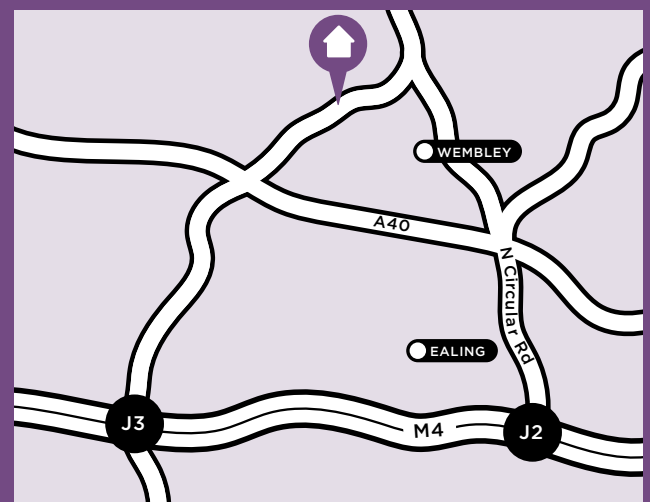 WEMBLEY
A40
N Circular Rd
EALING
J3
M4
J2